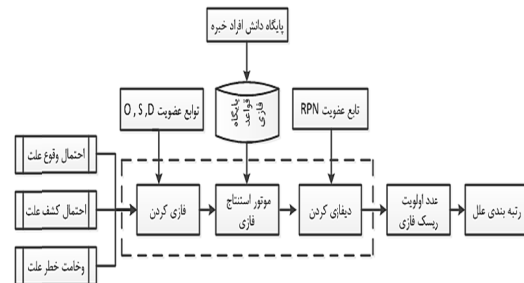 پایگاه دانش افراد خبره
توابع عضویت O , S ,D
پایگاه
قواعد
فازی
تابع عضویت RPN
احتمال وقوع علت
احتمال کشف علت
وخامت خطر علت
فازی کردن
موتور استنتاج
فازی
دیفازی کردن
عدد اولویت
ریسک فازی
رتبه بندی علل